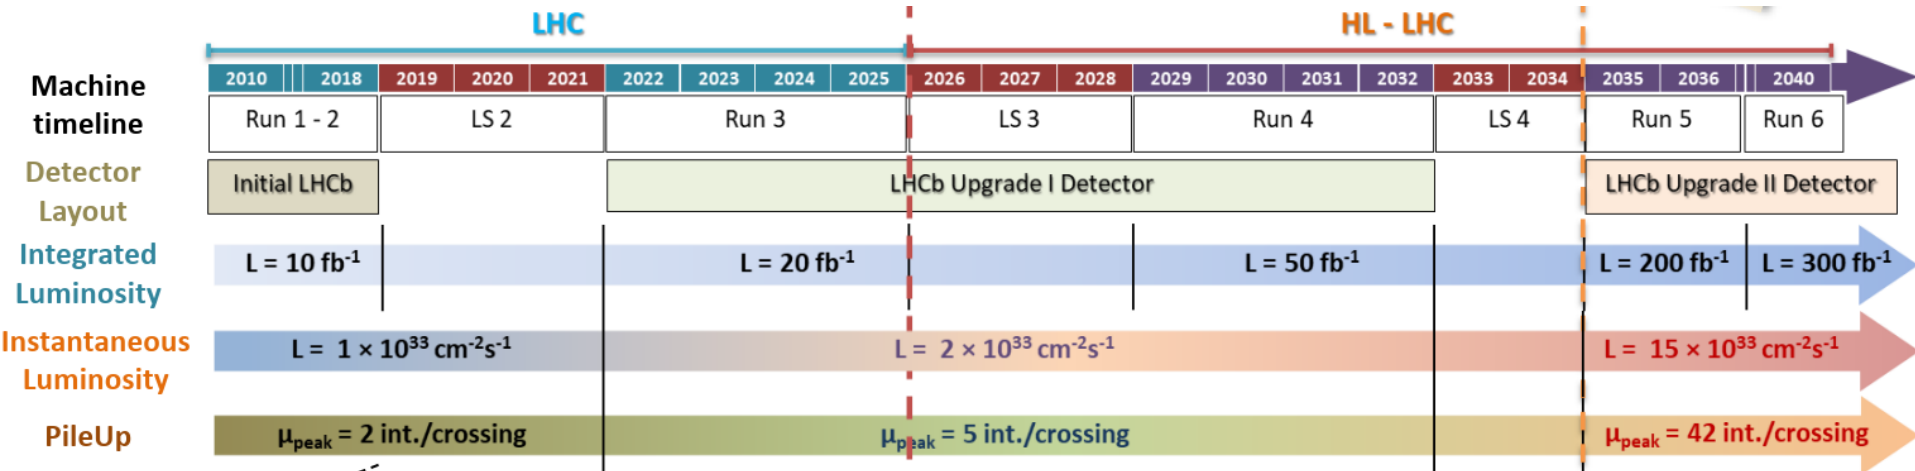 LHC HL - LHC
Machine timeline
2010 2018 2019 2020 2021 2022 2023 2024 2025 2026 2027 2028 2029 2030 2031 2032 2033 2034 2035 2036 2040
Run 1 - 2 LS 2 Run 3 LS 3 Run 4 LS 4 Run 5 Run 6
Detector Layout
Initial LHCb LHCb Upgrade I Detector LHCb Upgrade II Detector
Integrated Luminosity
L = 10 fb⁻¹ L = 20 fb⁻¹ L = 50 fb⁻¹ L = 200 fb⁻¹ L = 300 fb⁻¹
Instantaneous Luminosity
L = 1 × 10³³ cm⁻²s⁻¹ L = 2 × 10³³ cm⁻²s⁻¹ L = 15 × 10³³ cm⁻²s⁻¹
PileUp
μpeak = 2 int./crossing μpeak = 5 int./crossing μpeak = 42 int./crossing